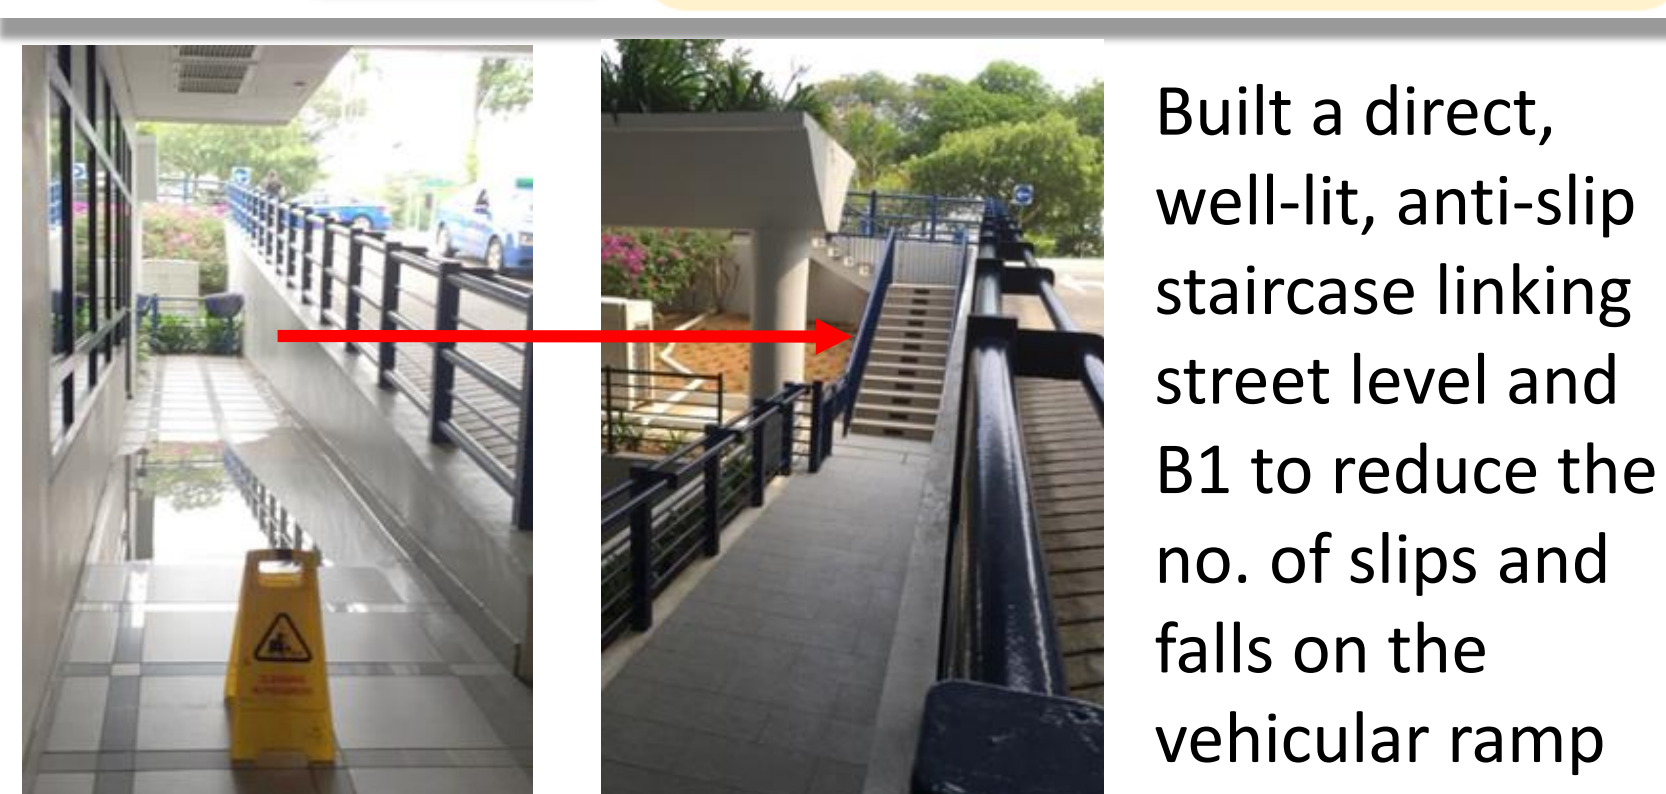 Built a direct,
well-lit, anti-slip
staircase linking
street level and
B1 to reduce the
no. of slips and
falls on the
vehicular ramp